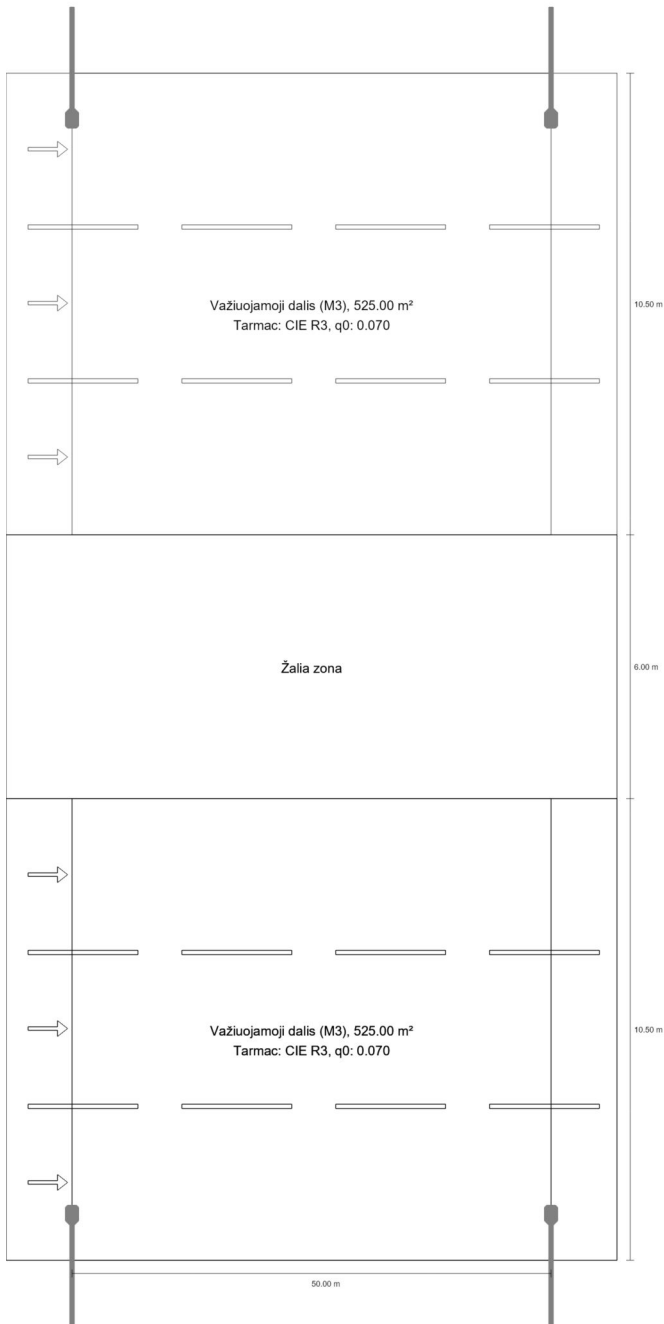 Važiuojamoji dalis (M3), 525.00 m²
Tarmac: CIE R3, q0: 0.070
10.50 m
Žalia zona
6.00 m
Važiuojamoji dalis (M3), 525.00 m²
Tarmac: CIE R3, q0: 0.070
10.50 m
50.00 m